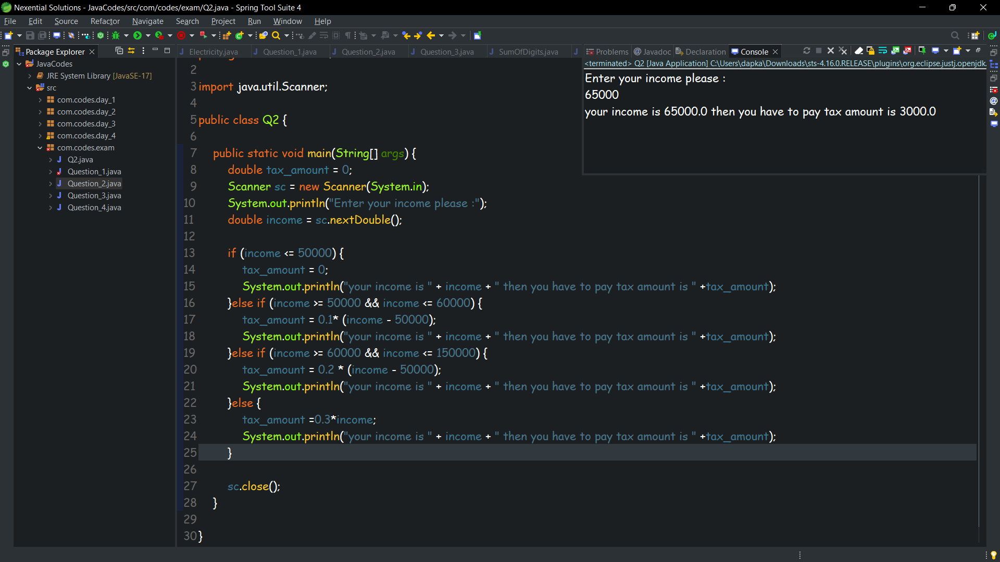 Nexential Solutions - JavaCodes/src/com/codes/exam/Q2.java - Spring Tool Suite 4
File Edit Source Refactor Navigate Search Project Run Window Help
Package Explorer
JavaCodes
JRE System Library [JavaSE-17]
src
com.codes.day_1
com.codes.day_2
com.codes.day_3
com.codes.day_4
com.codes.exam
Q2.java
Question_1.java
Question_2.java
Question_3.java
Question_4.java
Electricity.java Question_1.java Question_2.java Question_3.java SumOfDigits.java
2
3 import java.util.Scanner;
4
5 public class Q2 {
6
7 public static void main(String[] args) {
8 double tax_amount = 0;
9 Scanner sc = new Scanner(System.in);
10 System.out.println("Enter your income please :");
11 double income = sc.nextDouble();
12
13 if (income <= 50000) {
14 tax_amount = 0;
15 System.out.println("your income is " + income + " then you have to pay tax amount is " +tax_amount);
16 }else if (income >= 50000 && income <= 60000) {
17 tax_amount = 0.1* (income - 50000);
18 System.out.println("your income is " + income + " then you have to pay tax amount is " +tax_amount);
19 }else if (income >= 60000 && income <= 150000) {
20 tax_amount = 0.2 * (income - 50000);
21 System.out.println("your income is " + income + " then you have to pay tax amount is " +tax_amount);
22 }else {
23 tax_amount =0.3*income;
24 System.out.println("your income is " + income + " then you have to pay tax amount is " +tax_amount);
25 }
26
27 sc.close();
28 }
29
30 }
Problems Javadoc Declaration Console
<terminated> Q2 [Java Application] C:\Users\dapka\Downloads\sts-4.16.0.RELEASE\plugins\org.eclipse.justj.openjdk.
Enter your income please :
65000
your income is 65000.0 then you have to pay tax amount is 3000.0